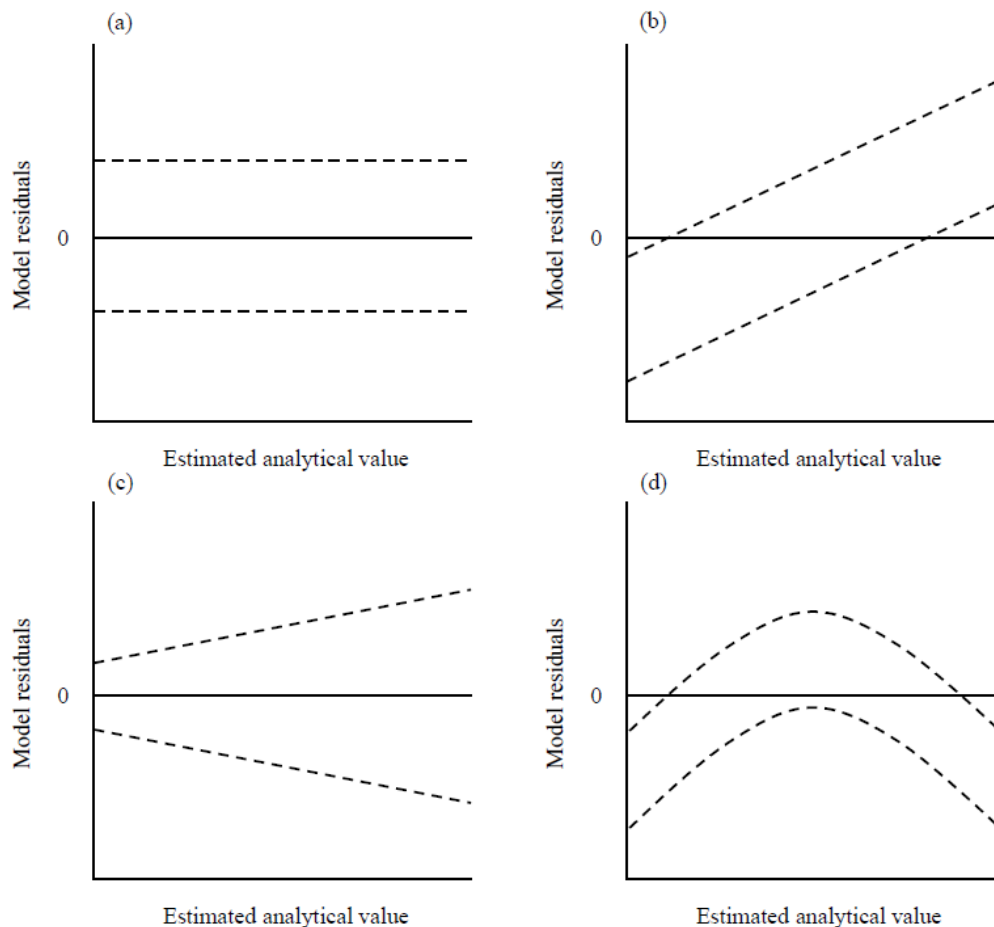 (a)
Model residuals
0
Estimated analytical value
(b)
Model residuals
0
Estimated analytical value
(c)
Model residuals
0
Estimated analytical value
(d)
Model residuals
0
Estimated analytical value